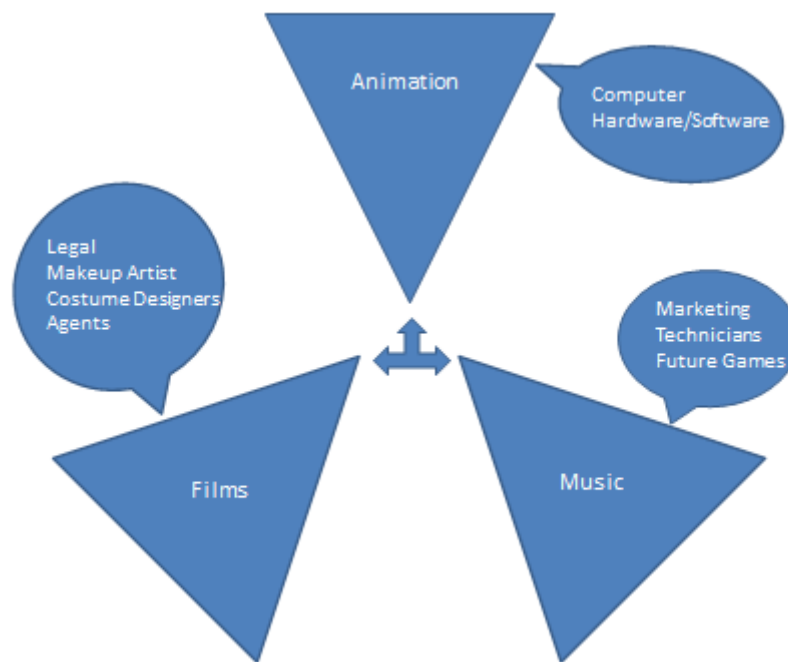 Animation
Computer
Hardware/Software
Legal
Makeup Artist
Costume Designers
Agents
Marketing
Technicians
Future Games
Films
Music